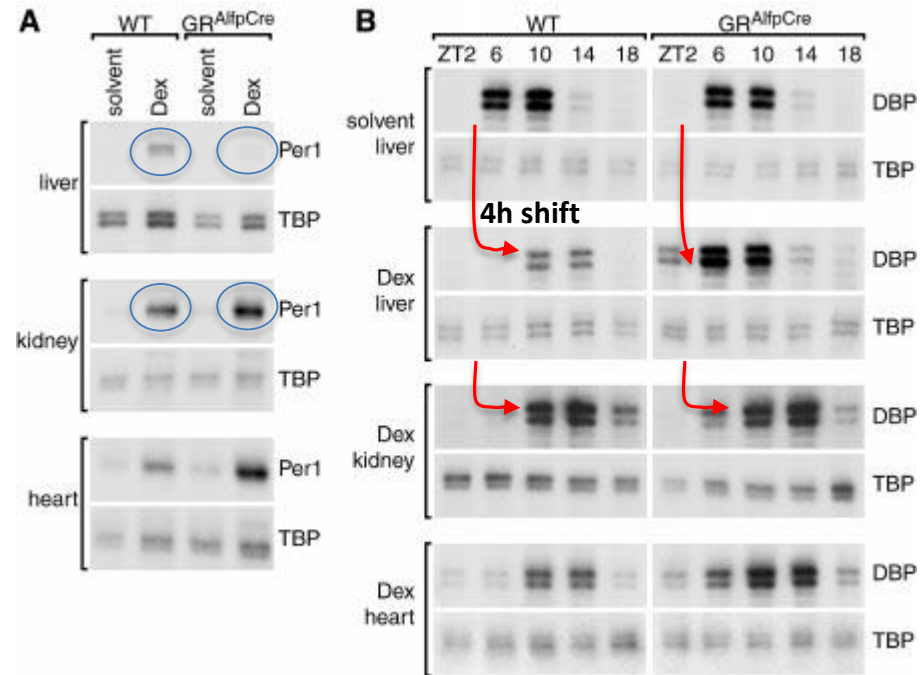 A
WT GR^AlfpCre
solvent Dex solvent Dex
liver
Per1
TBP
kidney
Per1
TBP
heart
Per1
TBP
B
WT GR^AlfpCre
ZT2 6 10 14 18 ZT2 6 10 14 18
solvent
liver
DBP
TBP
4h shift
Dex
liver
DBP
TBP
Dex
kidney
DBP
TBP
Dex
heart
DBP
TBP